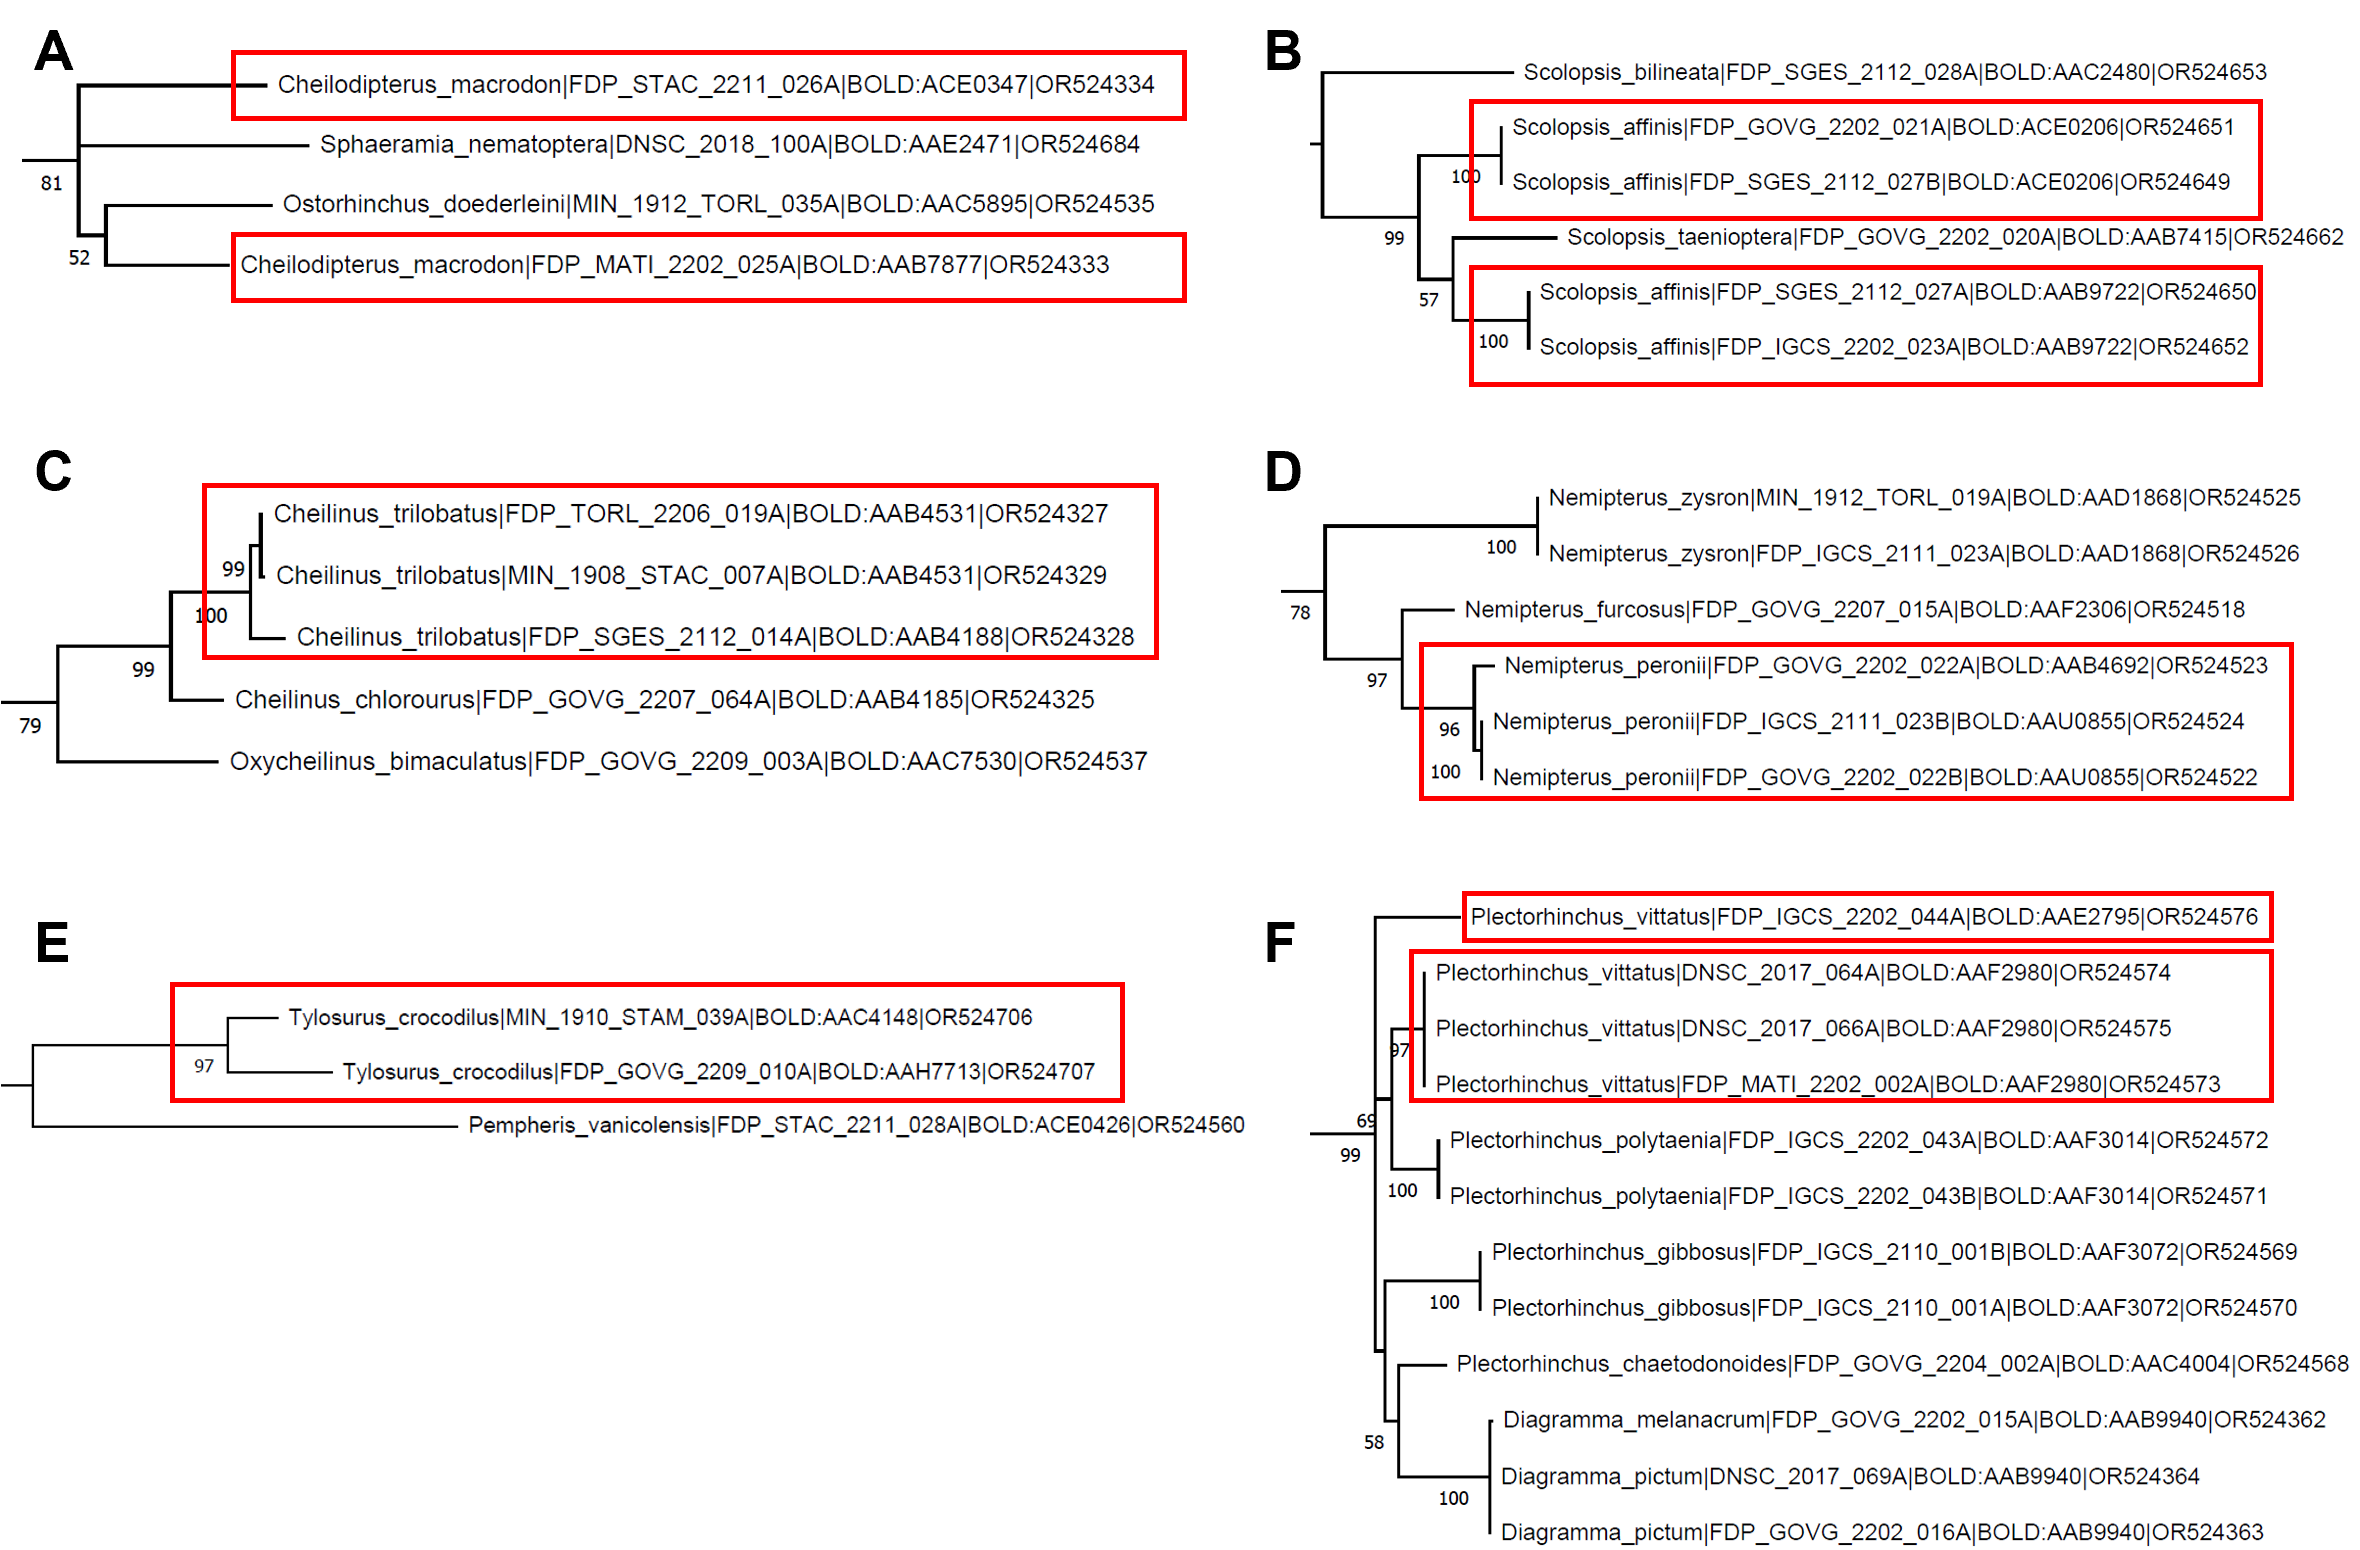 A
Cheilodipterus_macrodon|FDP_STAC_2211_026A|BOLD:ACE0347|OR524334
Sphaeramia_nematoptera|DNSC_2018_100A|BOLD:AAE2471|OR524684
81
Ostorhinchus_doederleini|MIN_1912_TORL_035A|BOLD:AAC5895|OR524535
52
Cheilodipterus_macrodon|FDP_MATI_2202_025A|BOLD:AAB7877|OR524333
B
Scolopsis_bilineata|FDP_SGES_2112_028A|BOLD:AAC2480|OR524653
Scolopsis_affinis|FDP_GOVG_2202_021A|BOLD:ACE0206|OR524651
100
Scolopsis_affinis|FDP_SGES_2112_027B|BOLD:ACE0206|OR524649
99
Scolopsis_taenioptera|FDP_GOVG_2202_020A|BOLD:AAB7415|OR524662
57
Scolopsis_affinis|FDP_SGES_2112_027A|BOLD:AAB9722|OR524650
100
Scolopsis_affinis|FDP_IGCS_2202_023A|BOLD:AAB9722|OR524652
C
Cheilinus_trilobatus|FDP_TORL_2206_019A|BOLD:AAB4531|OR524327
99
Cheilinus_trilobatus|MIN_1908_STAC_007A|BOLD:AAB4531|OR524329
100
Cheilinus_trilobatus|FDP_SGES_2112_014A|BOLD:AAB4188|OR524328
99
Cheilinus_chlorourus|FDP_GOVG_2207_064A|BOLD:AAB4185|OR524325
79
Oxycheilinus_bimaculatus|FDP_GOVG_2209_003A|BOLD:AAC7530|OR524537
D
Nemipterus_zysron|MIN_1912_TORL_019A|BOLD:AAD1868|OR524525
100
Nemipterus_zysron|FDP_IGCS_2111_023A|BOLD:AAD1868|OR524526
78
Nemipterus_furcosus|FDP_GOVG_2207_015A|BOLD:AAF2306|OR524518
97
Nemipterus_peronii|FDP_GOVG_2202_022A|BOLD:AAB4692|OR524523
96
Nemipterus_peronii|FDP_IGCS_2111_023B|BOLD:AAU0855|OR524524
100
Nemipterus_peronii|FDP_GOVG_2202_022B|BOLD:AAU0855|OR524522
E
Tylosurus_crocodilus|MIN_1910_STAM_039A|BOLD:AAC4148|OR524706
97
Tylosurus_crocodilus|FDP_GOVG_2209_010A|BOLD:AAH7713|OR524707
Pempheris_vanicolensis|FDP_STAC_2211_028A|BOLD:ACE0426|OR524560
F
Plectorhinchus_vittatus|FDP_IGCS_2202_044A|BOLD:AAE2795|OR524576
Plectorhinchus_vittatus|DNSC_2017_064A|BOLD:AAF2980|OR524574
Plectorhinchus_vittatus|DNSC_2017_066A|BOLD:AAF2980|OR524575
97
Plectorhinchus_vittatus|FDP_MATI_2202_002A|BOLD:AAF2980|OR524573
69
99
Plectorhinchus_polytaenia|FDP_IGCS_2202_043A|BOLD:AAF3014|OR524572
100
Plectorhinchus_polytaenia|FDP_IGCS_2202_043B|BOLD:AAF3014|OR524571
Plectorhinchus_gibbosus|FDP_IGCS_2110_001B|BOLD:AAF3072|OR524569
100
Plectorhinchus_gibbosus|FDP_IGCS_2110_001A|BOLD:AAF3072|OR524570
Plectorhinchus_chaetodonoides|FDP_GOVG_2204_002A|BOLD:AAC4004|OR524568
58
Diagramma_melanacrum|FDP_GOVG_2202_015A|BOLD:AAB9940|OR524362
Diagramma_pictum|DNSC_2017_069A|BOLD:AAB9940|OR524364
100
Diagramma_pictum|FDP_GOVG_2202_016A|BOLD:AAB9940|OR524363